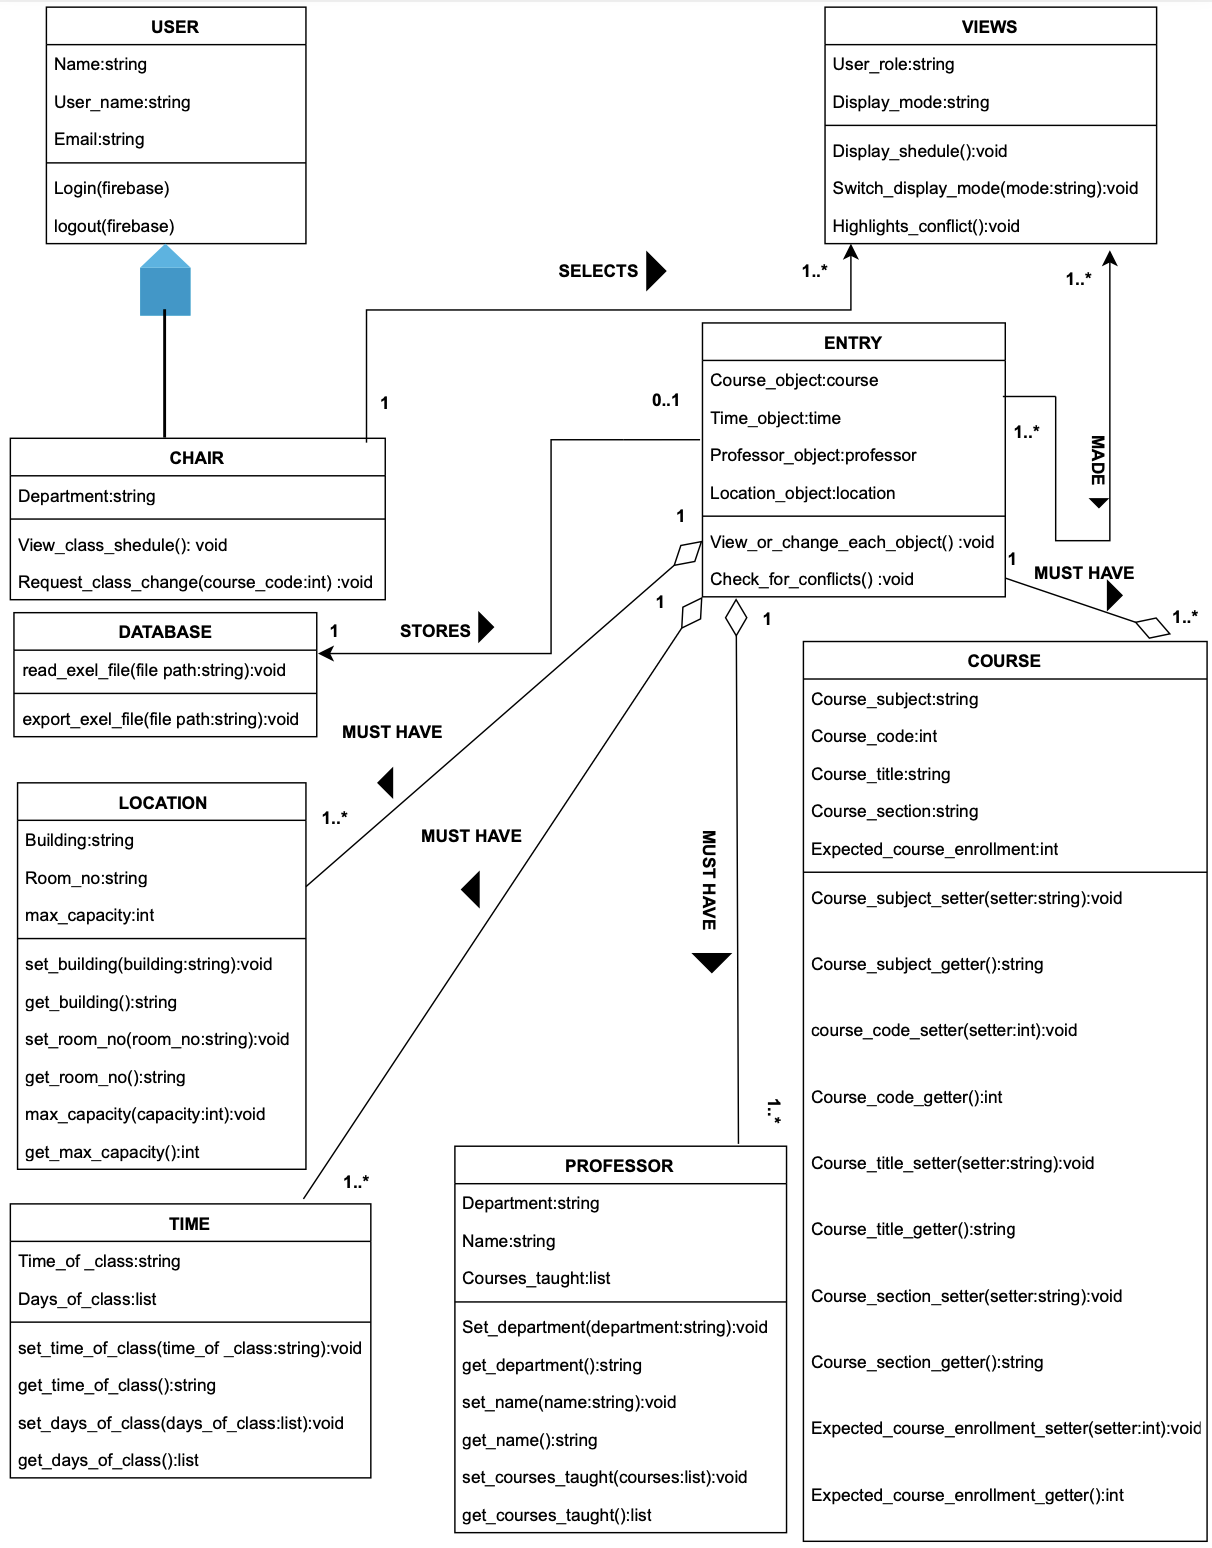 USER
Name:string
User_name:string
Email:string
Login(firebase)
logout(firebase)
VIEWS
User_role:string
Display_mode:string
Display_shedule():void
Switch_display_mode(mode:string):void
Highlights_conflict():void
SELECTS
1..*
1..*
1
ENTRY
Course_object:course
Time_object:time
Professor_object:professor
Location_object:location
View_or_change_each_object() :void
Check_for_conflicts() :void
0..1
1..*
MADE
CHAIR
Department:string
View_class_shedule(): void
Request_class_change(course_code:int) :void
1
1
1
1
MUST HAVE
1..*
DATABASE
read_exel_file(file path:string):void
export_exel_file(file path:string):void
1
STORES
MUST HAVE
1..*
MUST HAVE
MUST HAVE
COURSE
Course_subject:string
Course_code:int
Course_title:string
Course_section:string
Expected_course_enrollment:int
Course_subject_setter(setter:string):void
Course_subject_getter():string
course_code_setter(setter:int):void
Course_code_getter():int
Course_title_setter(setter:string):void
Course_title_getter():string
Course_section_setter(setter:string):void
Course_section_getter():string
Expected_course_enrollment_setter(setter:int):void
Expected_course_enrollment_getter():int
LOCATION
Building:string
Room_no:string
max_capacity:int
set_building(building:string):void
get_building():string
set_room_no(room_no:string):void
get_room_no():string
max_capacity(capacity:int):void
get_max_capacity():int
1..*
1..*
TIME
Time_of _class:string
Days_of_class:list
set_time_of_class(time_of _class:string):void
get_time_of_class():string
set_days_of_class(days_of_class:list):void
get_days_of_class():list
PROFESSOR
Department:string
Name:string
Courses_taught:list
Set_department(department:string):void
get_department():string
set_name(name:string):void
get_name():string
set_courses_taught(courses:list):void
get_courses_taught():list